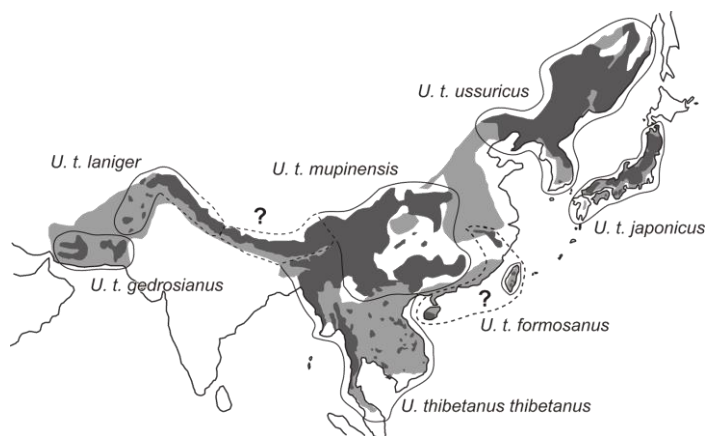 U. t. ussuricus
U. t. laniger
U. t. mupinensis
?
U. t. japonicus
U. t. gedrosianus
?
U. t. formosanus
U. thibetanus thibetanus